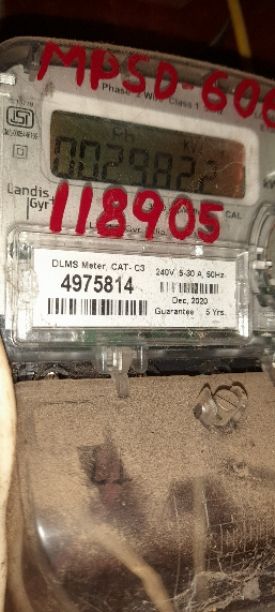 MPSD-606
Phase 2 Wire Class 1
ISI
Ph
0029822
Landis
Gyr+
CAL
118905
DLMS Meter, CAT- C3
240V 5-30 A, 50Hz
4975814
Dec, 2020
Guarantee 5 Yrs.